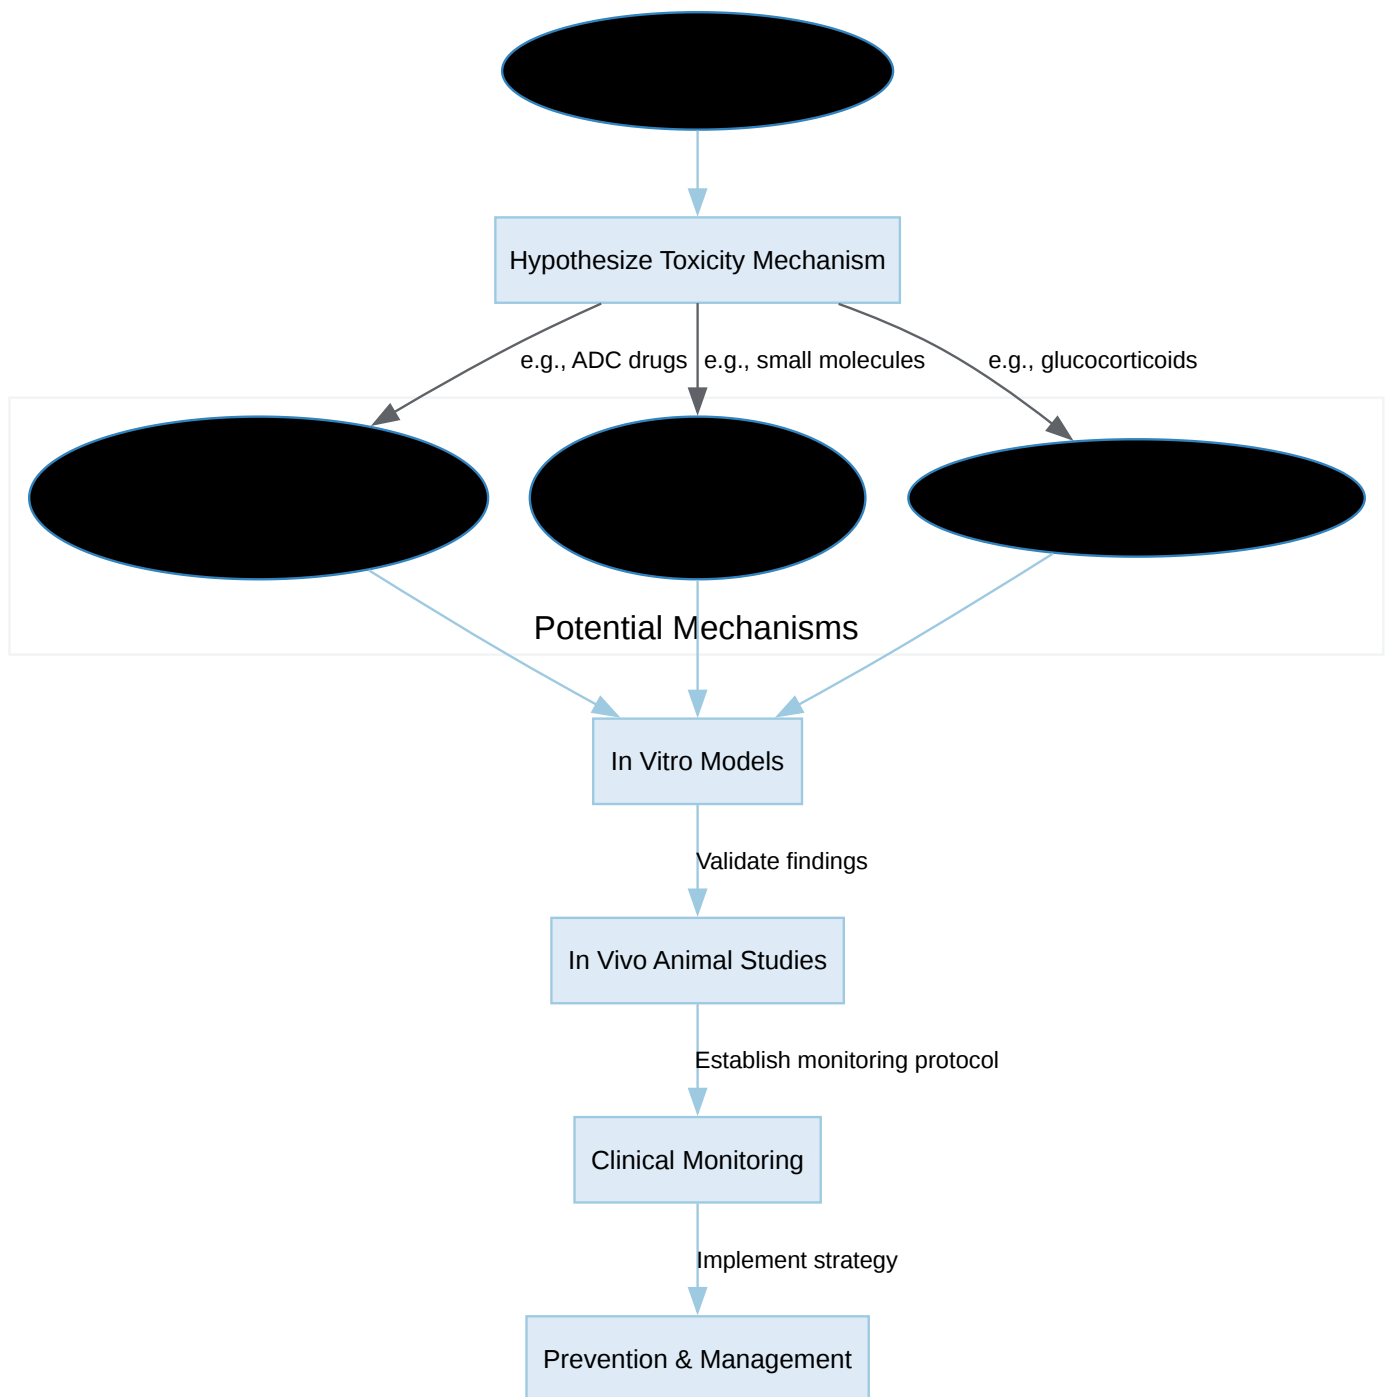 Hypothesize Toxicity Mechanism
e.g., ADC drugs
e.g., small molecules
e.g., glucocorticoids
Potential Mechanisms
In Vitro Models
Validate findings
In Vivo Animal Studies
Establish monitoring protocol
Clinical Monitoring
Implement strategy
Prevention & Management